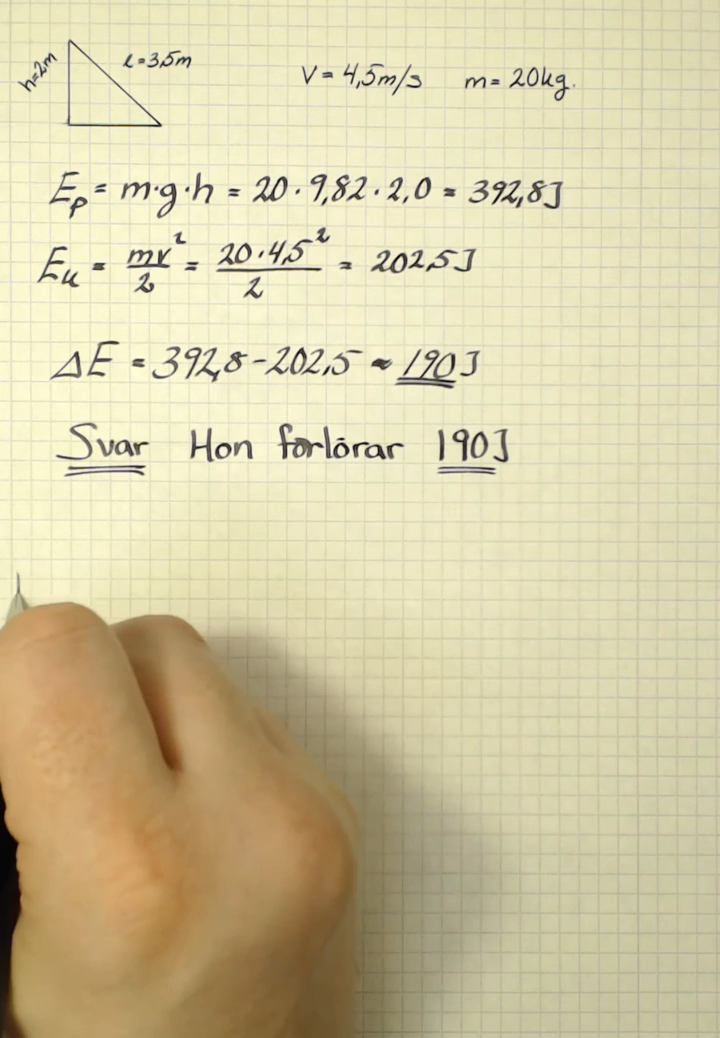 h=2m l=3,5m V = 4,5m/s m= 20kg.
Ep = m·g·h = 20 · 9,82 · 2,0 = 392,8J
Ek = mv²/2 = 20·4,5²/2 = 202,5J
ΔE = 392,8-202,5 ≈ 190J
Svar Hon förlorar 190J